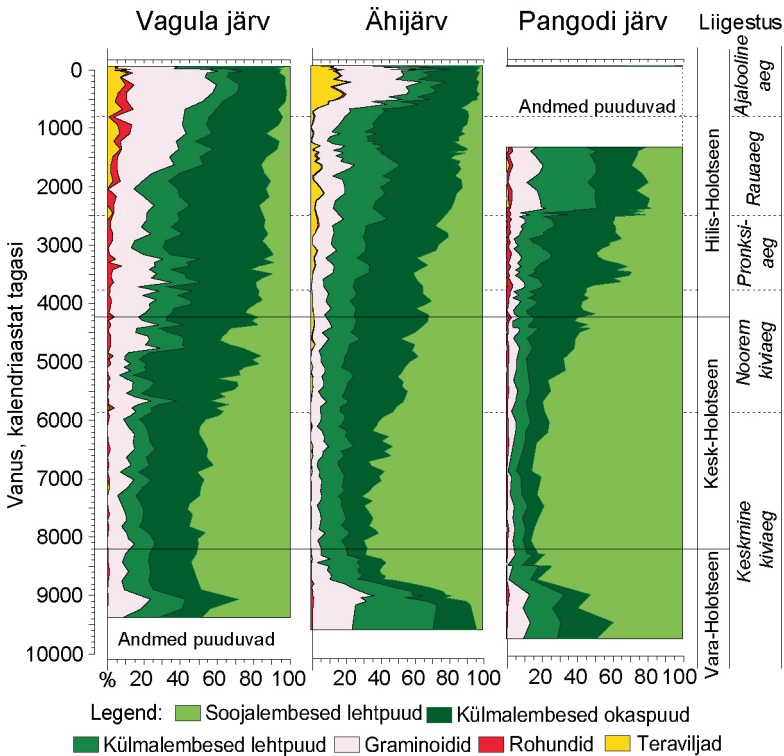 Vagula järv Ähijärv Pangodi järv Liigestus
Vanus, kalendriaastat tagasi
0
1000
2000
3000
4000
5000
6000
7000
8000
9000
10000
Andmed puuduvad
Andmed puuduvad
Hilis-Holotseen
Kesk-Holotseen
Vara-Holotseen
Ajalooline aeg
Rauaaeg
Pronksi-aeg
Noorem kiviaeg
Keskmine kiviaeg
% 20 40 60 80 100 20 40 60 80 100 20 40 60 80 100
Legend: Soojalembesed lehtpuud Külmalembesed okaspuud
Külmalembesed lehtpuud Graminoidid Rohundid Teraviljad